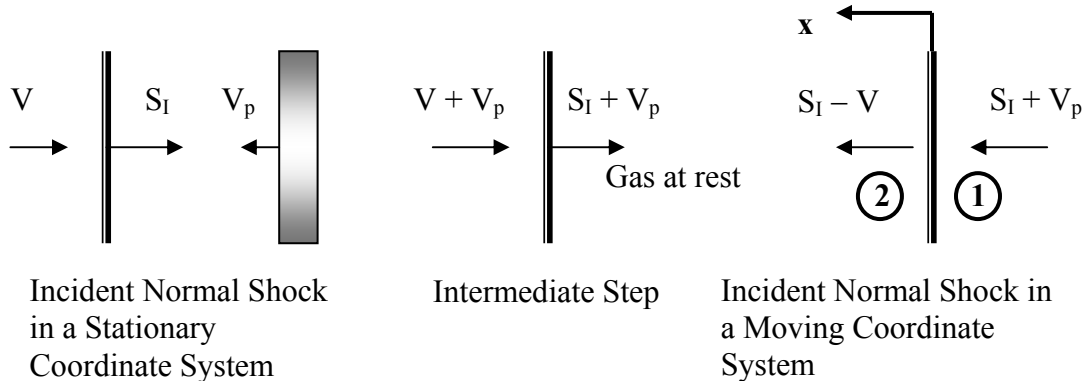 x
V
S_I
V_p
V + V_p
S_I + V_p
S_I – V
S_I + V_p
Gas at rest
2
1
Incident Normal Shock
in a Stationary
Coordinate System
Intermediate Step
Incident Normal Shock in
a Moving Coordinate
System